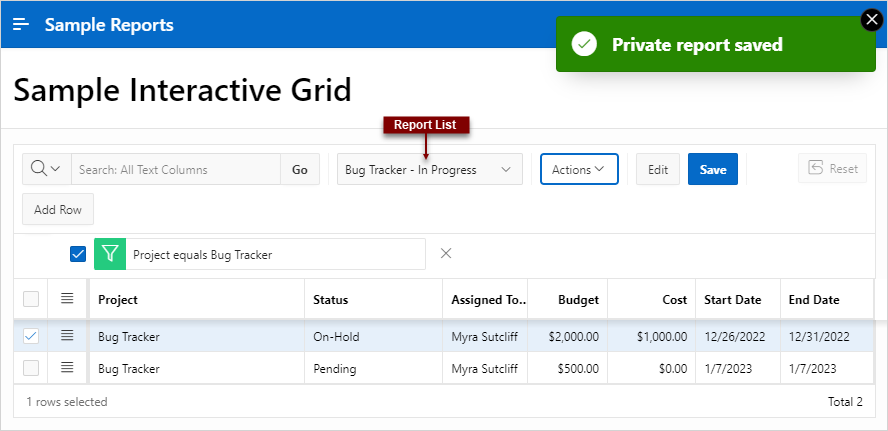 Sample Reports
Private report saved
Sample Interactive Grid
Report List
Search: All Text Columns
Go
Bug Tracker - In Progress
Actions
Edit
Save
Reset
Add Row
Project equals Bug Tracker
Project Status Assigned To.. Budget Cost Start Date End Date
Bug Tracker On-Hold Myra Sutcliff $2,000.00 $1,000.00 12/26/2022 12/31/2022
Bug Tracker Pending Myra Sutcliff $500.00 $0.00 1/7/2023 1/7/2023
1 rows selected Total 2